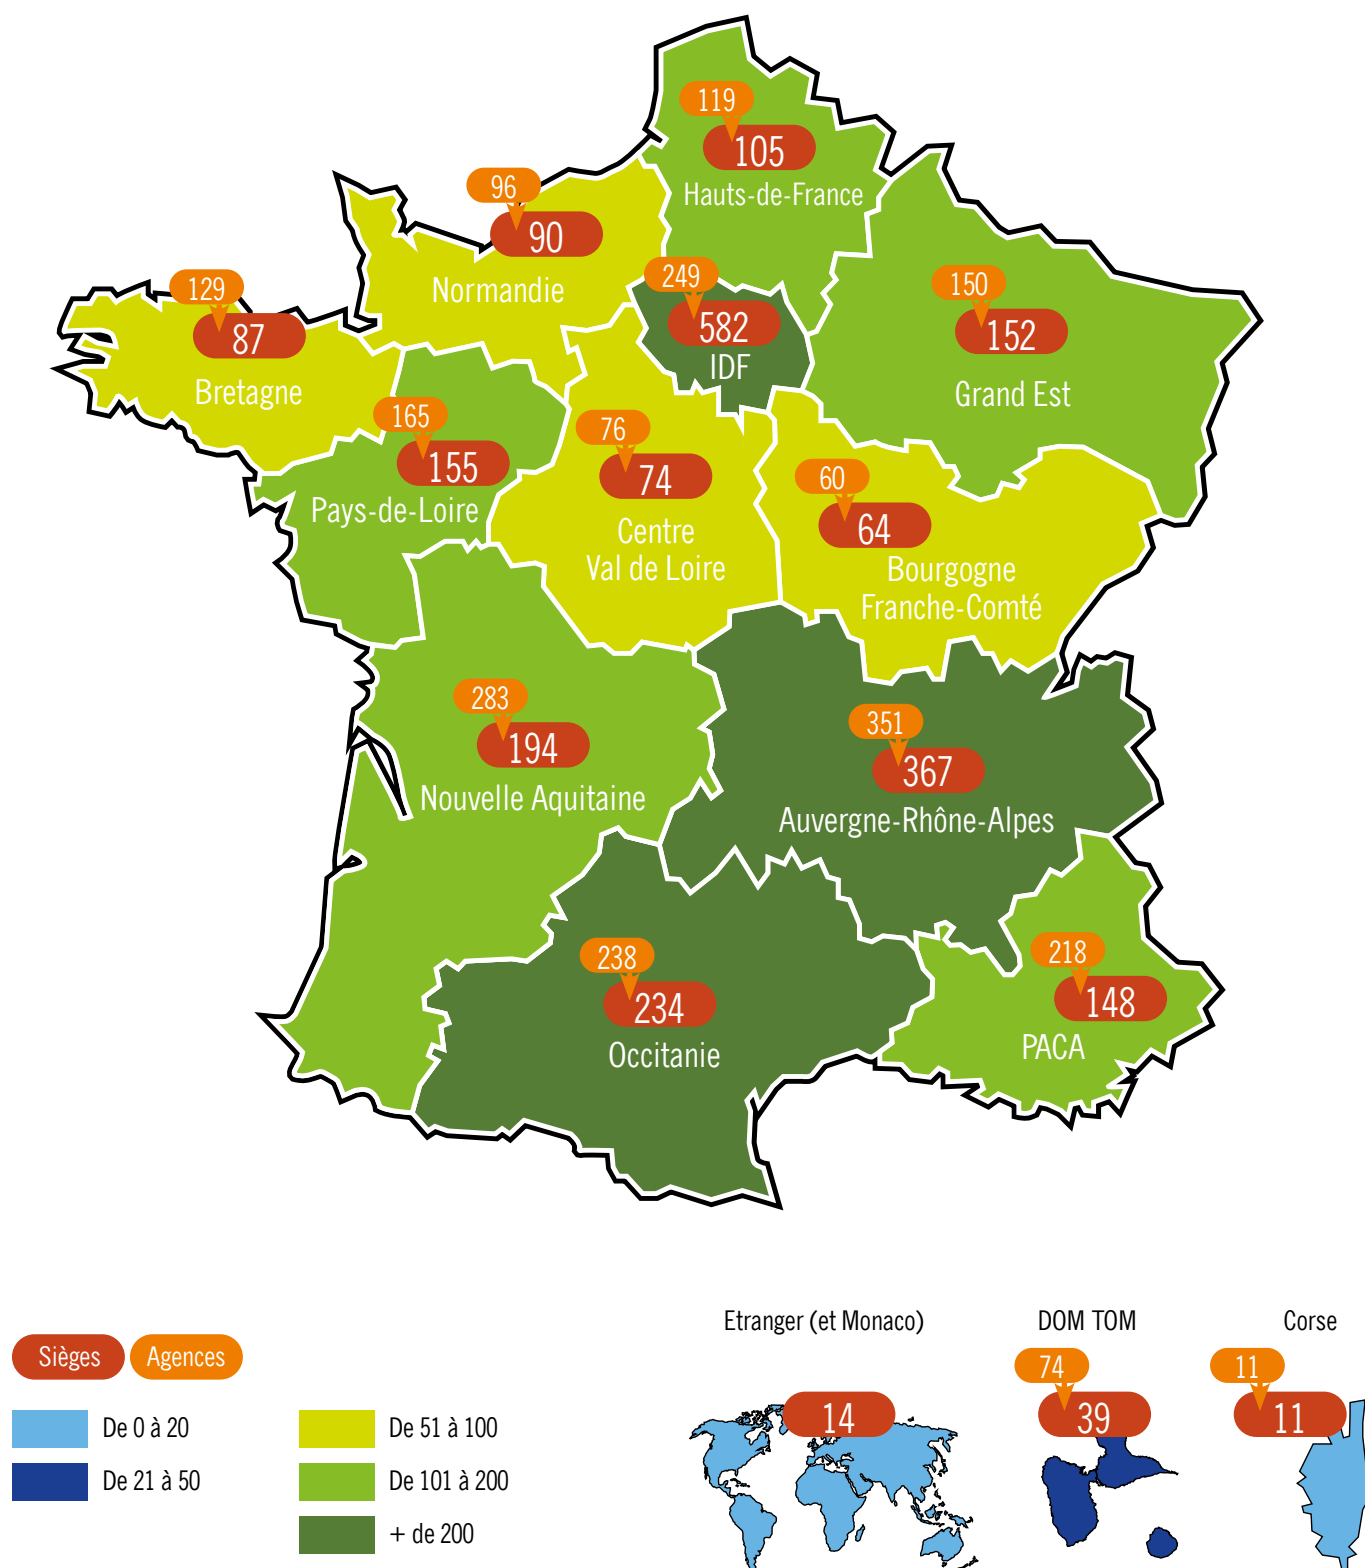 119
105
Hauts-de-France
96
90
Normandie
129
87
Bretagne
249
582
IDF
150
152
Grand Est
165
155
Pays-de-Loire
76
74
Centre
Val de Loire
60
64
Bourgogne
Franche-Comté
283
194
Nouvelle Aquitaine
351
367
Auvergne-Rhône-Alpes
238
234
Occitanie
218
148
PACA
Sièges
Agences
De 0 à 20
De 21 à 50
De 51 à 100
De 101 à 200
+ de 200
Etranger (et Monaco)
14
DOM TOM
74
39
Corse
11
11